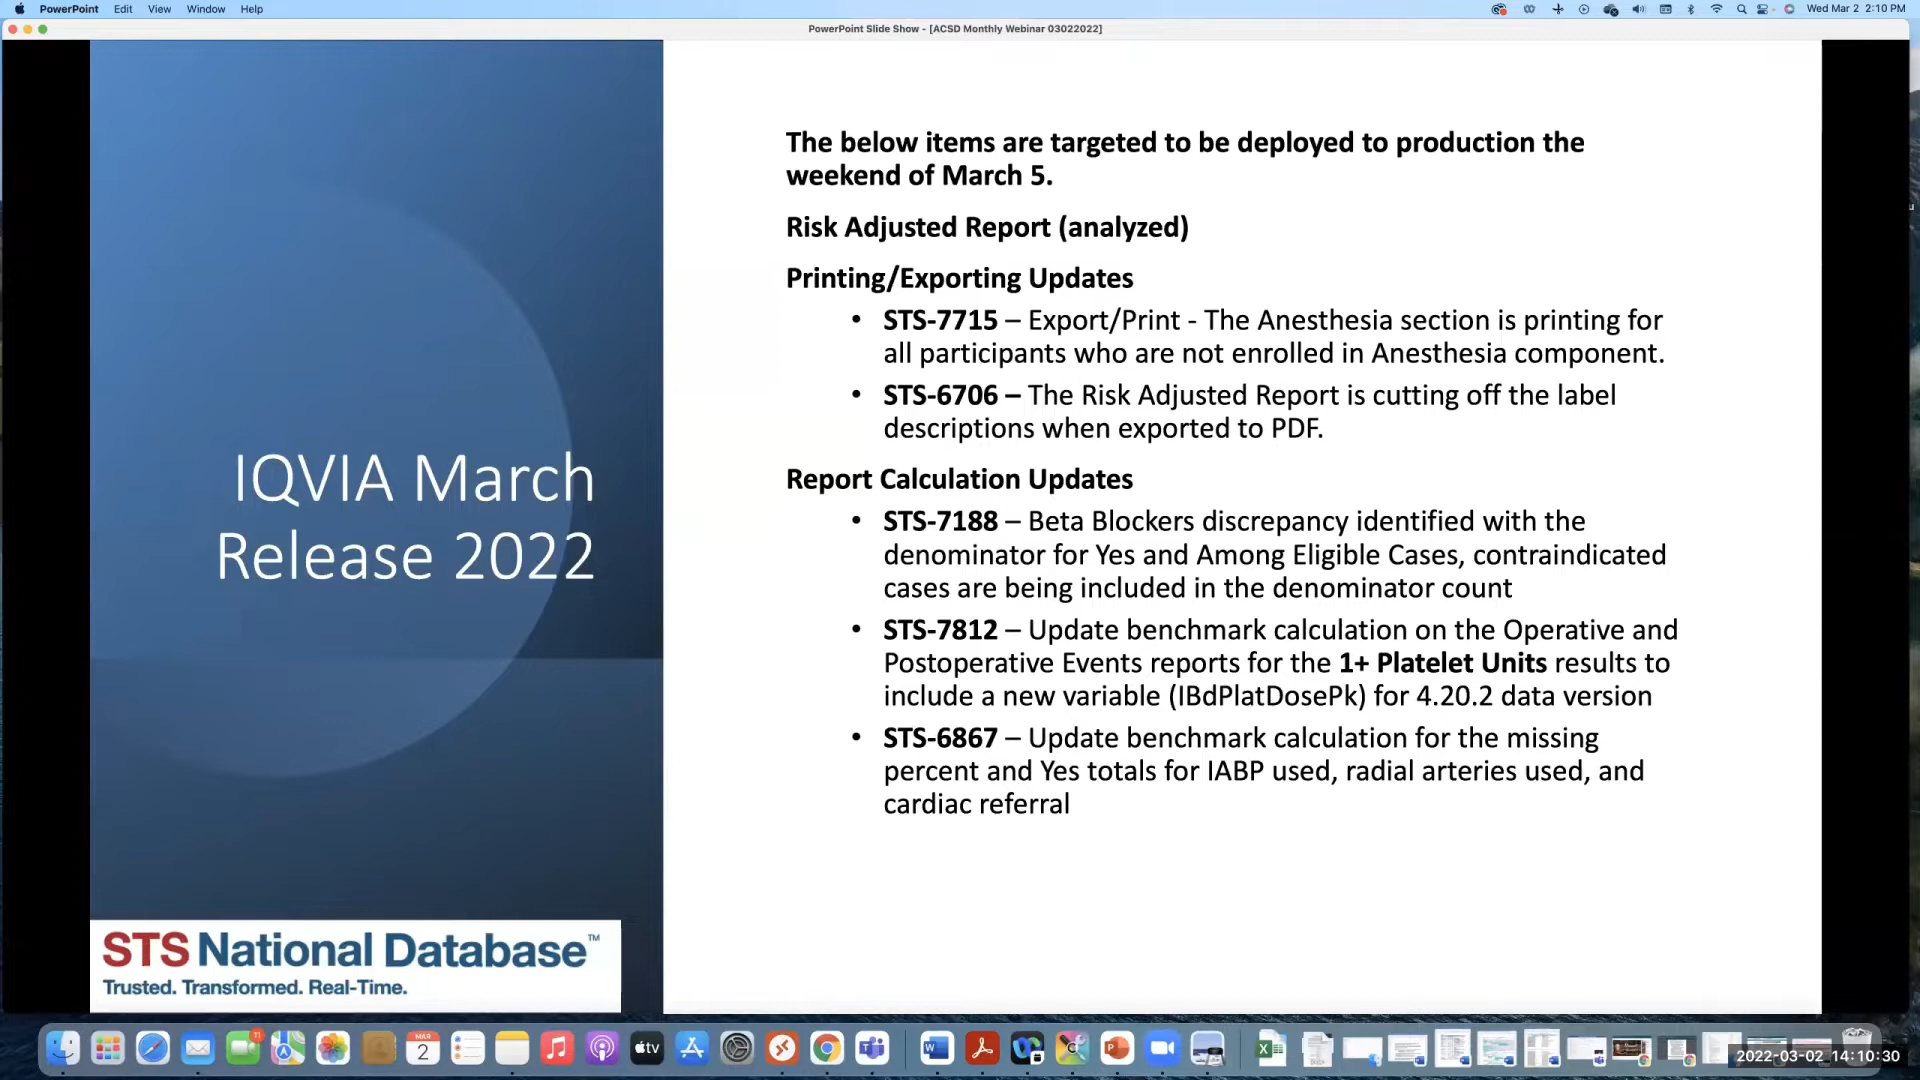 PowerPoint Edit View Window Help
Wed Mar 2 2:10 PM
PowerPoint Slide Show - [ACSD Monthly Webinar 03022022]
IQVIA March
Release 2022
STS National Database™
Trusted. Transformed. Real-Time.
The below items are targeted to be deployed to production the
weekend of March 5.
Risk Adjusted Report (analyzed)
Printing/Exporting Updates
• STS-7715 – Export/Print - The Anesthesia section is printing for
all participants who are not enrolled in Anesthesia component.
• STS-6706 – The Risk Adjusted Report is cutting off the label
descriptions when exported to PDF.
Report Calculation Updates
• STS-7188 – Beta Blockers discrepancy identified with the
denominator for Yes and Among Eligible Cases, contraindicated
cases are being included in the denominator count
• STS-7812 – Update benchmark calculation on the Operative and
Postoperative Events reports for the 1+ Platelet Units results to
include a new variable (IBdPlatDosePk) for 4.20.2 data version
• STS-6867 – Update benchmark calculation for the missing
percent and Yes totals for IABP used, radial arteries used, and
cardiac referral
11
MAR
2
tv
2022-03-02 14:10:30